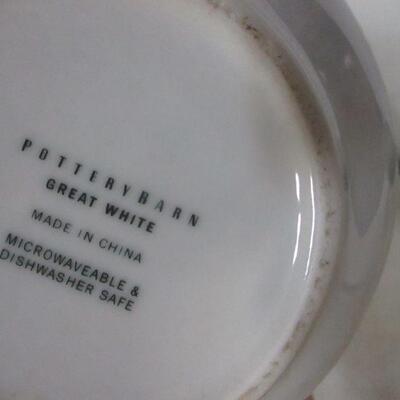 POTTERYBARN
GREAT WHITE
MADE IN CHINA
MICROWAVEABLE &
DISHWASHER SAFE